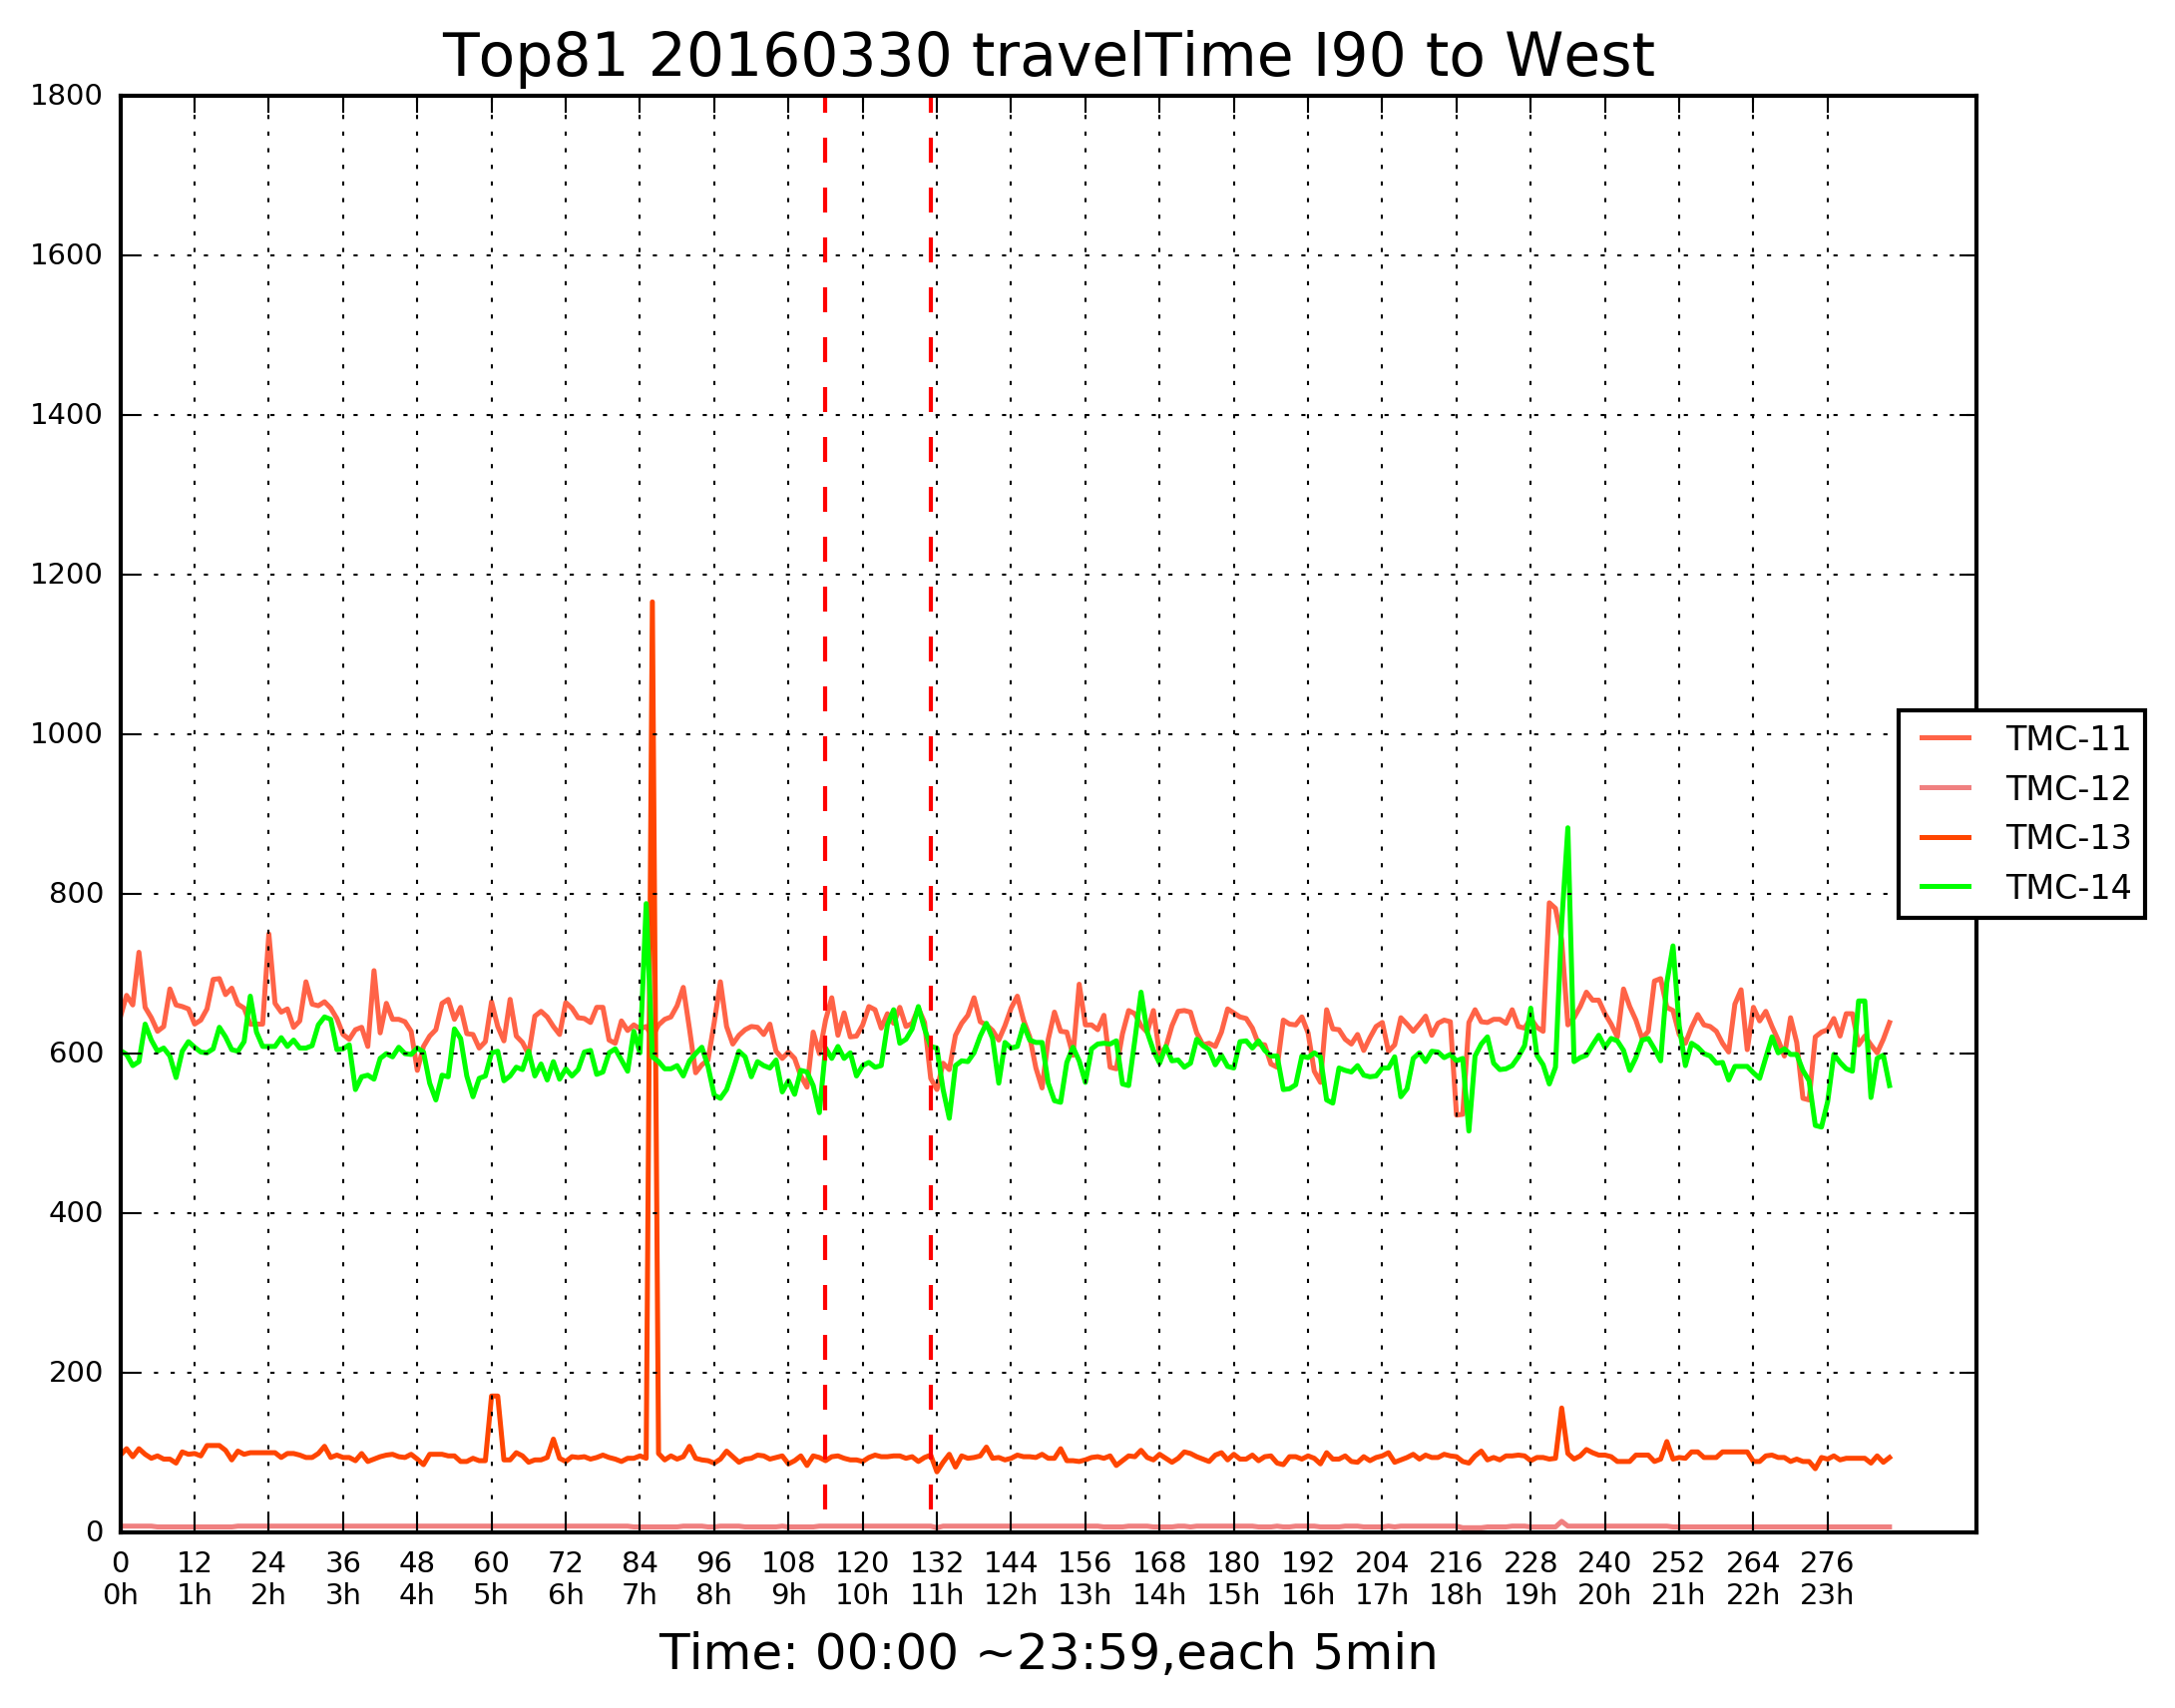 Top81 20160330 travelTime I90 to West
1800
1600
1400
1200
1000
800
600
400
200
0
TMC-11
TMC-12
TMC-13
TMC-14
0 12 24 36 48 60 72 84 96 108 120 132 144 156 168 180 192 204 216 228 240 252 264 276
0h 1h 2h 3h 4h 5h 6h 7h 8h 9h 10h 11h 12h 13h 14h 15h 16h 17h 18h 19h 20h 21h 22h 23h
Time: 00:00 ~23:59,each 5min